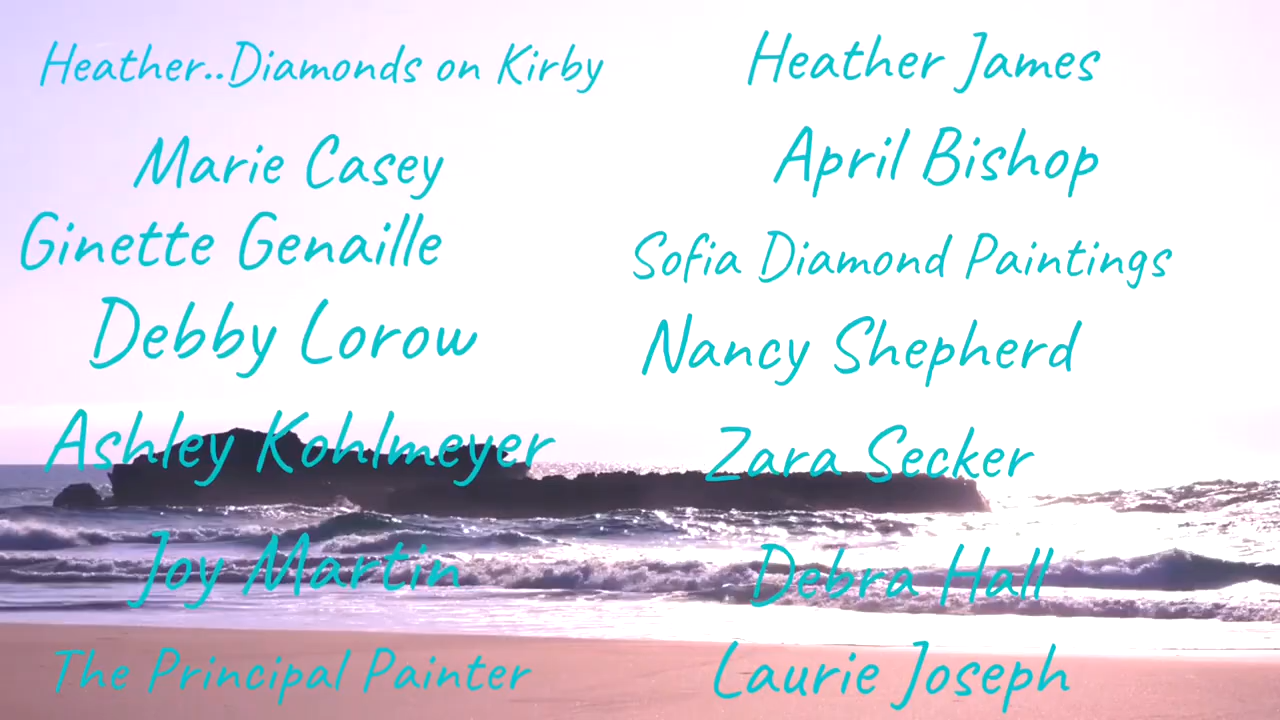 Heather..Diamonds on Kirby
Marie Casey
Ginette Genaille
Debby Lorow
Ashley Kohlmeyer
Joy Martin
The Principal Painter
Heather James
April Bishop
Sofia Diamond Paintings
Nancy Shepherd
Zara Secker
Debra Hall
Laurie Joseph